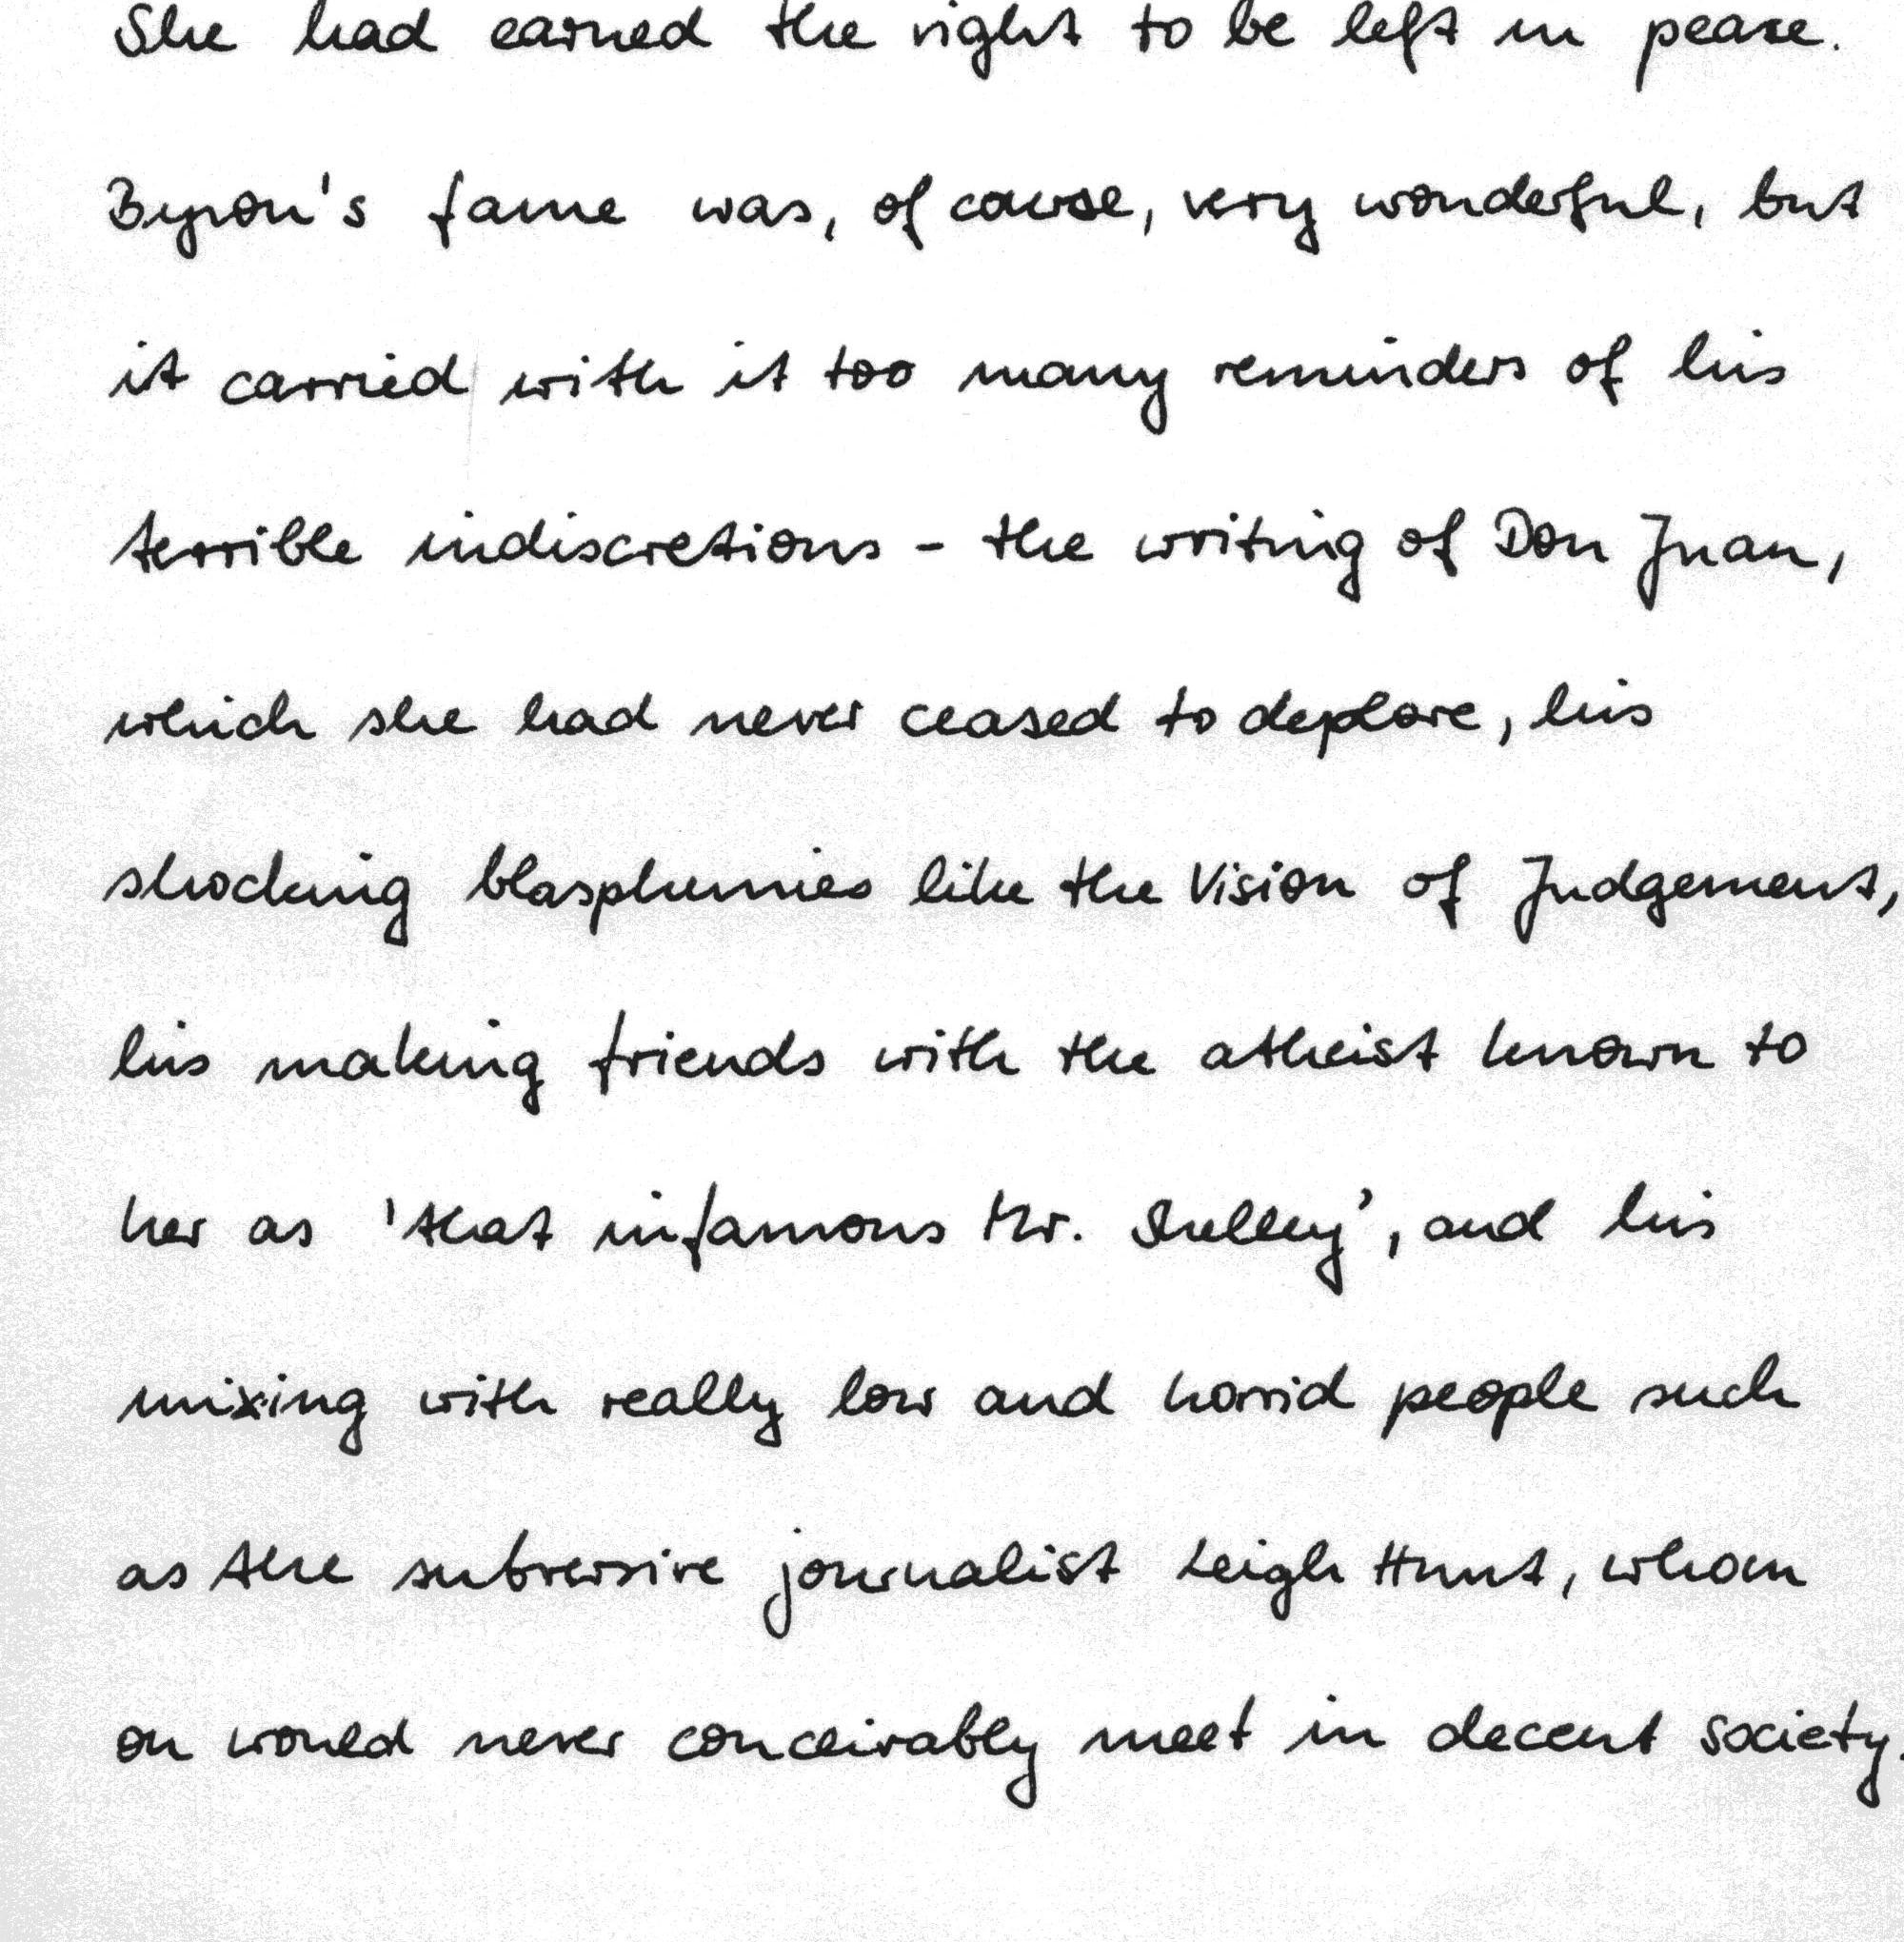 She had earned the right to be left in peace.
Byron's fame was, of course, very wonderful, but
it carried with it too many reminders of his
terrible indiscretions - the writing of Don Juan,
which she had never ceased to deplore, his
shocking blasphemies like the Vision of Judgement,
his making friends with the atheist known to
her as 'that infamous Mr. Shelley', and his
mixing with really low and horrid people such
as the subversive journalist Leigh Hunt, whom
on would never conceivably meet in decent society.